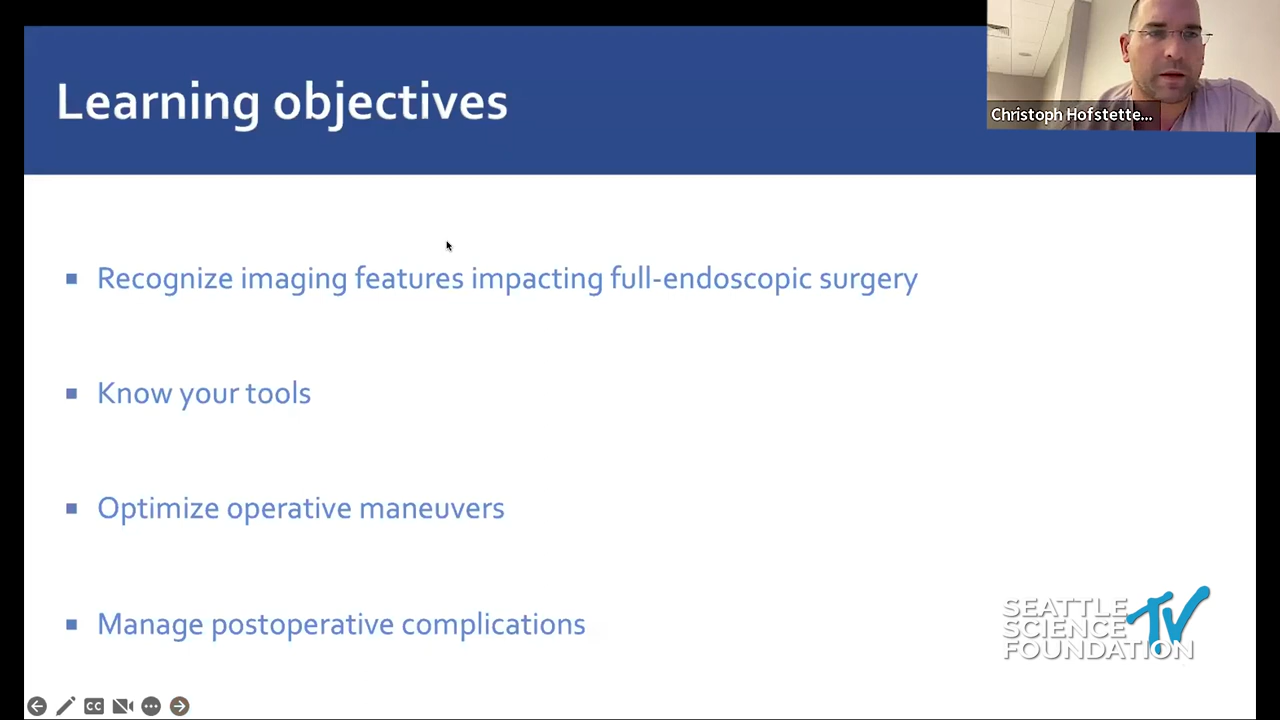 Learning objectives
Christoph Hofstette...
Recognize imaging features impacting full-endoscopic surgery
Know your tools
Optimize operative maneuvers
Manage postoperative complications
SEATTLE
SCIENCE
FOUNDATION
TV
CC